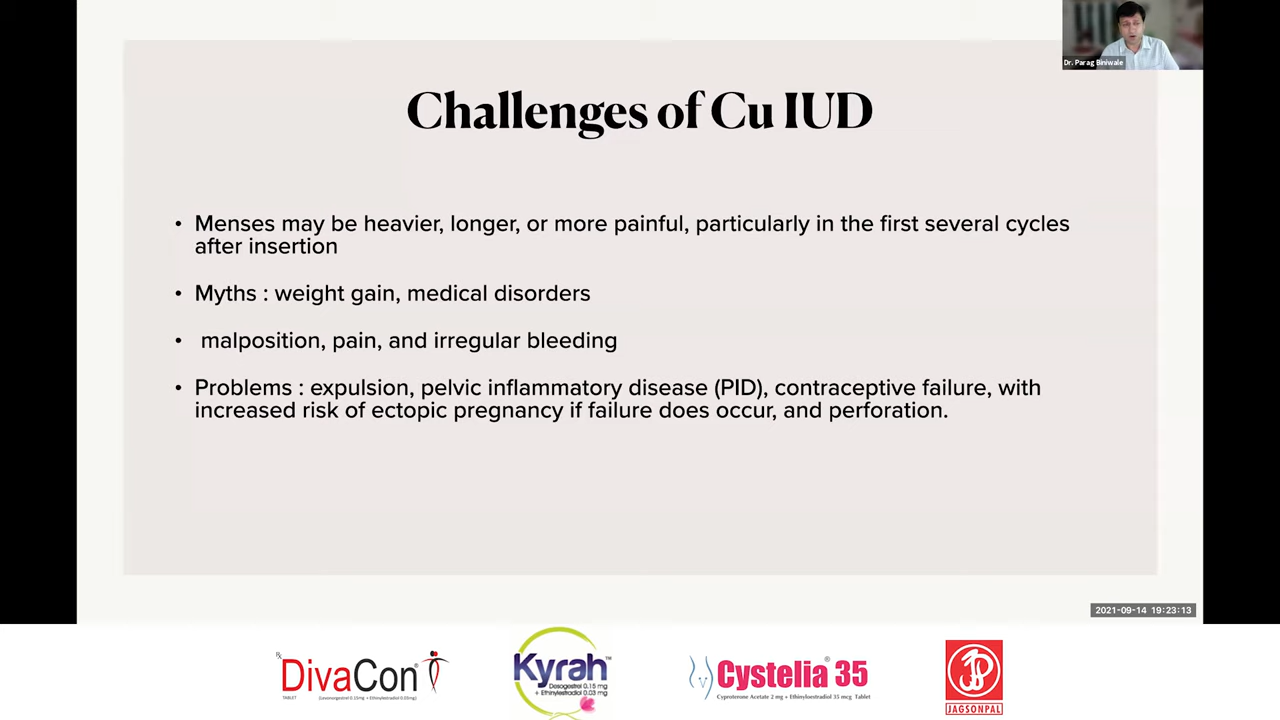 Dr. Parag Biniwale
Challenges of Cu IUD
• Menses may be heavier, longer, or more painful, particularly in the first several cycles
after insertion
• Myths : weight gain, medical disorders
• malposition, pain, and irregular bleeding
• Problems : expulsion, pelvic inflammatory disease (PID), contraceptive failure, with
increased risk of ectopic pregnancy if failure does occur, and perforation.
2021-09-14 19:23:13
Rx
DivaCon®
TABLET (Levonorgestrel 0.15mg + Ethinylestradiol 0.03mg)
Kyrah™
Desogestrel 0.15 mg
+ Ethinylestradiol 0.03 mg
Cystelia® 35
Cyproterone Acetate 2 mg + Ethinyloestradiol 35 mcg Tablet
JAGSONPAL